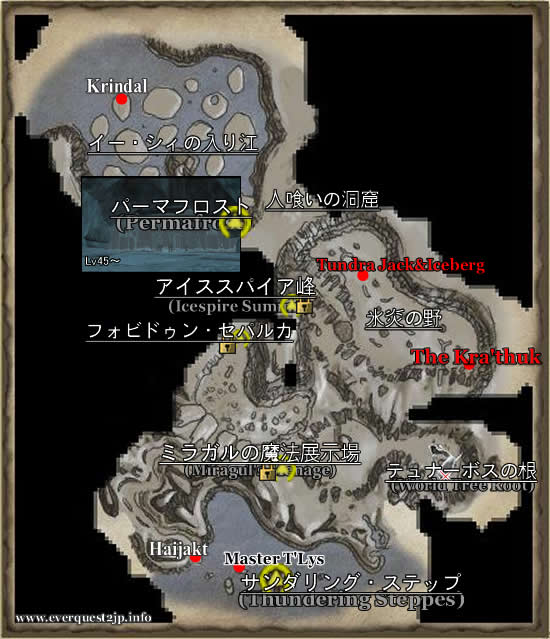 Krindal
イー・シィの入り江
人喰いの洞窟
パーマフロスト
(Permafrost)
Lv45～
Tundra Jack&Iceberg
アイススパイア峰
(Icespire Summit)
氷炎の野
フォビドゥン・セパルカ
The Kra'thuk
ミラガルの魔法展示場
(Miragul's Menagerie)
テュナーボスの根
(World Tree Root)
Haijakt
Master T'Lys
サンダリング・ステップ
(Thundering Steppes)
www.everquest2jp.info